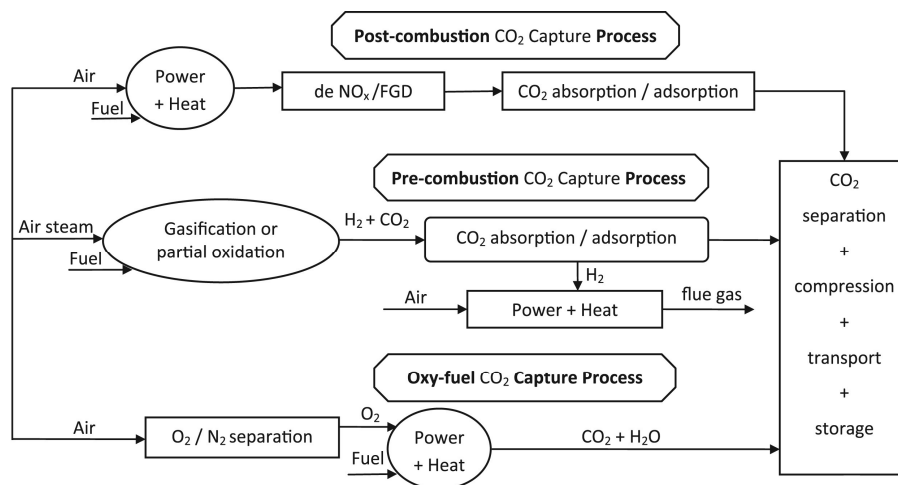 Post-combustion CO₂ Capture Process
Air
Fuel
Power
+ Heat
de NOₓ/FGD
CO₂ absorption / adsorption
Pre-combustion CO₂ Capture Process
Air steam
Fuel
Gasification or
partial oxidation
H₂ + CO₂
CO₂ absorption / adsorption
H₂
Air
Power + Heat
flue gas
Oxy-fuel CO₂ Capture Process
Air
O₂ / N₂ separation
O₂
Fuel
Power
+ Heat
CO₂ + H₂O
CO₂
separation
+
compression
+
transport
+
storage